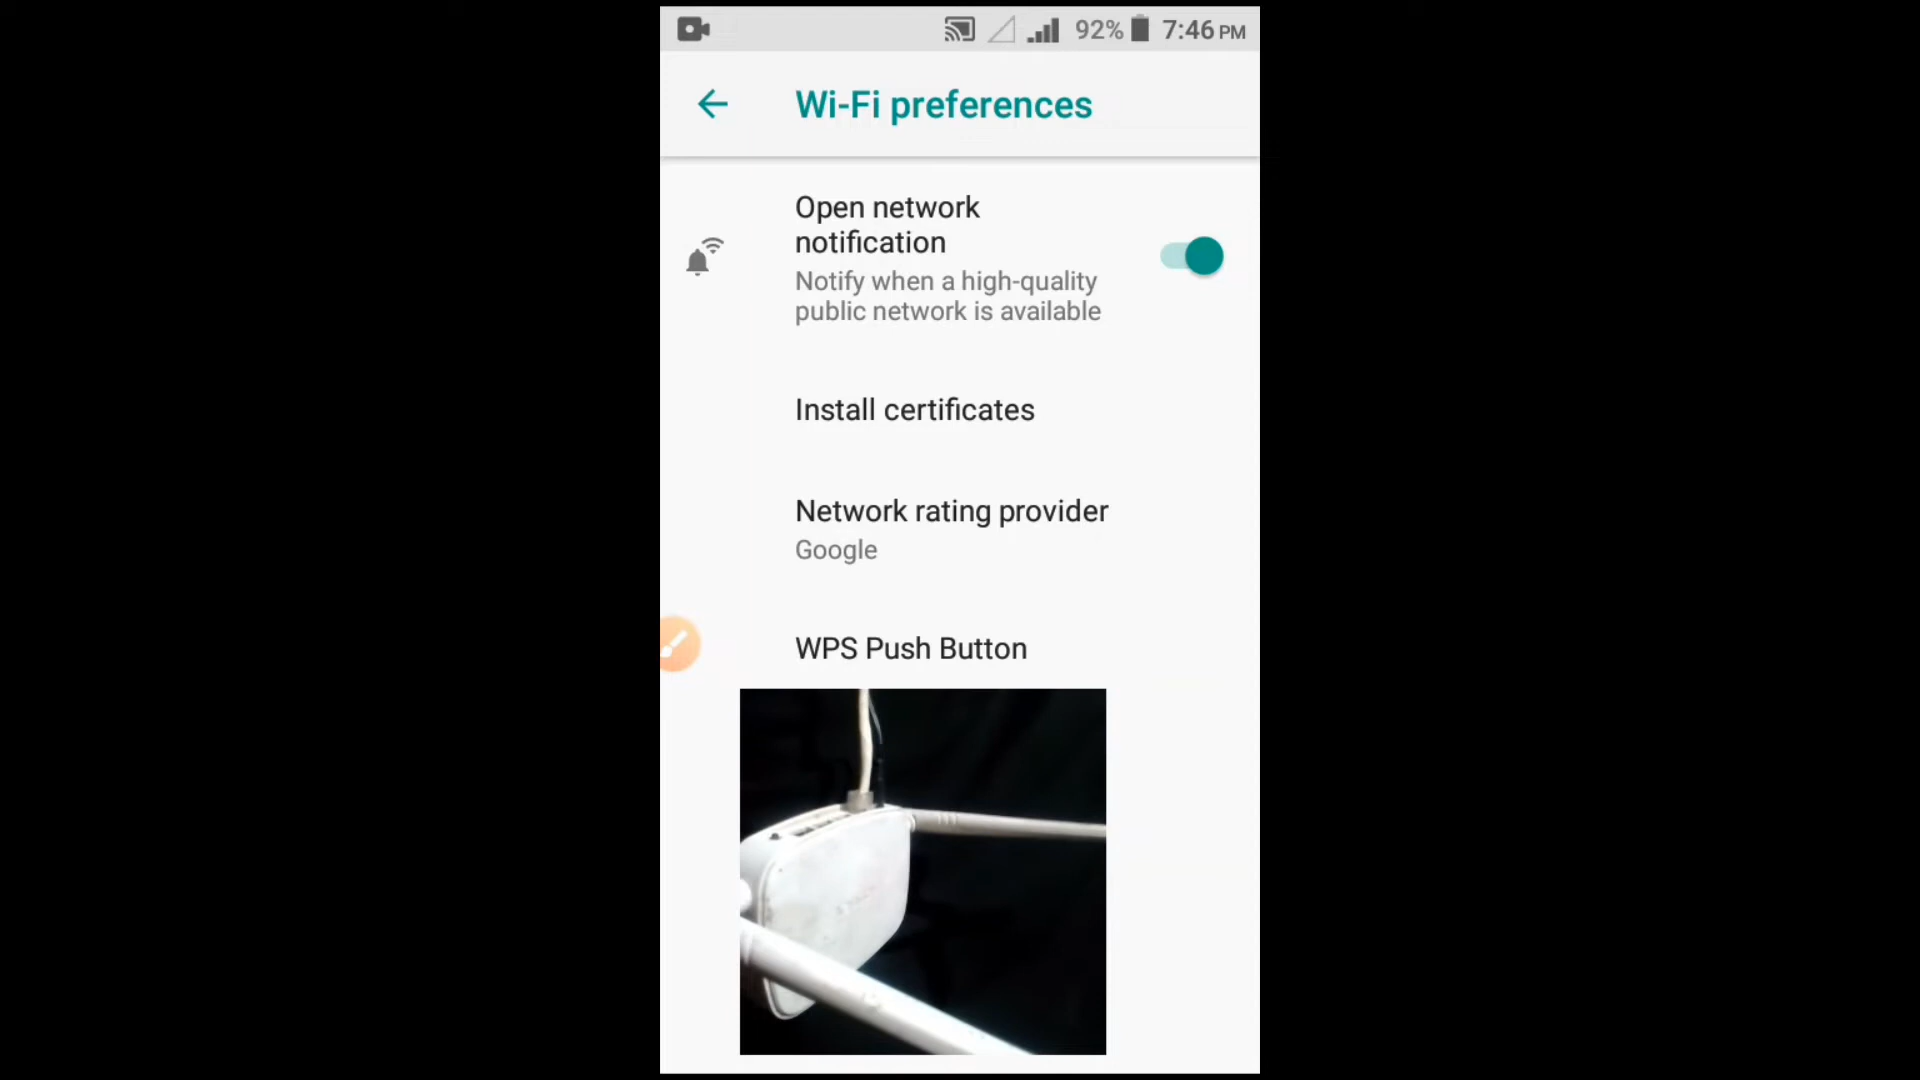 92% 7:46 PM
Wi-Fi preferences
Open network
notification
Notify when a high-quality
public network is available
Install certificates
Network rating provider
Google
WPS Push Button